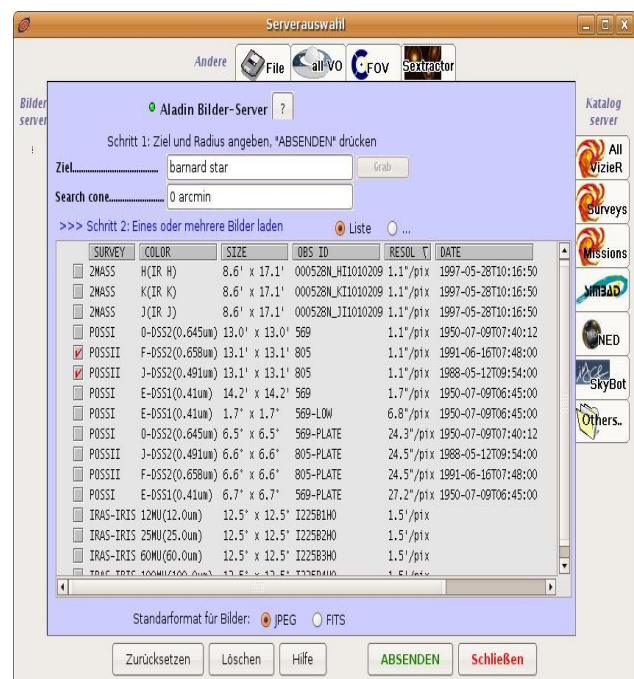 Serverauswahl
Andere File all-VO FOV Sextractor
Bilder server
Katalog server
Aladin Bilder-Server ?
Schritt 1: Ziel und Radius angeben, "ABSENDEN" drücken
Ziel barnard star Grab
Search cone 0 arcmin
>>> Schritt 2: Eines oder mehrere Bilder laden Liste ...
SURVEY COLOR SIZE OBS ID RESOL DATE
2MASS H(IR H) 8.6' x 17.1' 000528N_HI1010209 1.1"/pix 1997-05-28T10:16:50
2MASS K(IR K) 8.6' x 17.1' 000528N_KI1010209 1.1"/pix 1997-05-28T10:16:50
2MASS J(IR J) 8.6' x 17.1' 000528N_JI1010209 1.1"/pix 1997-05-28T10:16:50
POSSI O-DSS2(0.645um) 13.0' x 13.0' 569 1.1"/pix 1950-07-09T07:40:12
POSSII F-DSS2(0.658um) 13.1' x 13.1' 805 1.1"/pix 1991-06-16T07:48:00
POSSII J-DSS2(0.491um) 13.1' x 13.1' 805 1.1"/pix 1988-05-12T09:54:00
POSSI E-DSS1(0.41um) 14.2' x 14.2' 569 1.7"/pix 1950-07-09T06:45:00
POSSI E-DSS1(0.41um) 1.7° x 1.7° 569-LOW 6.8"/pix 1950-07-09T06:45:00
POSSI O-DSS2(0.645um) 6.5° x 6.5° 569-PLATE 24.3"/pix 1950-07-09T07:40:12
POSSII J-DSS2(0.491um) 6.6° x 6.6° 805-PLATE 24.5"/pix 1988-05-12T09:54:00
POSSII F-DSS2(0.658um) 6.6° x 6.6° 805-PLATE 24.5"/pix 1991-06-16T07:48:00
POSSI E-DSS1(0.41um) 6.7° x 6.7° 569-PLATE 27.2"/pix 1950-07-09T06:45:00
IRAS-IRIS 12MU(12.0um) 12.5° x 12.5° I225B1H0 1.5'/pix
IRAS-IRIS 25MU(25.0um) 12.5° x 12.5° I225B2H0 1.5'/pix
IRAS-IRIS 60MU(60.0um) 12.5° x 12.5° I225B3H0 1.5'/pix
IRAS-IRIS 100MU(100.0um) 12.5° x 12.5° I225B4H0 1.5'/pix
Standarformat für Bilder: JPEG FITS
Zurücksetzen Löschen Hilfe ABSENDEN Schließen
All VizieR
Surveys
Missions
SIMBAD
NED
SkyBot
Others..